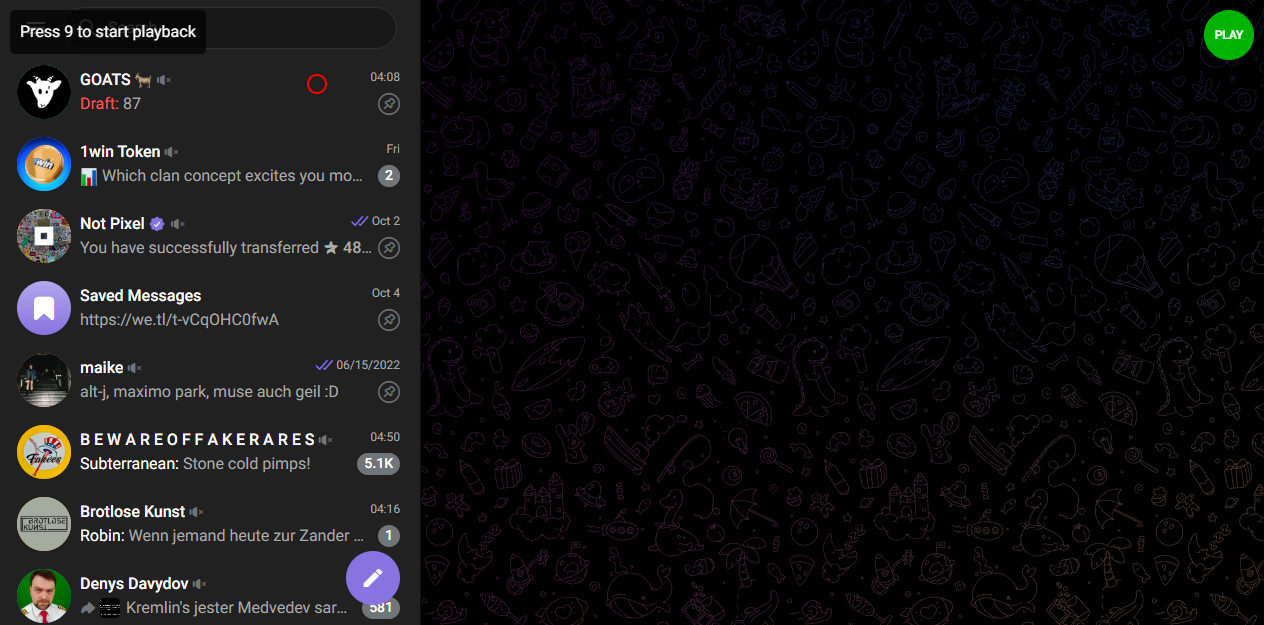 Press 9 to start playback
PLAY
GOATS
04:08
Draft: 87
1win Token
Fri
Which clan concept excites you mo...
2
Not Pixel
Oct 2
You have successfully transferred ★ 48...
Saved Messages
Oct 4
https://we.tl/t-vCqOHC0fwA
maike
06/15/2022
alt-j, maximo park, muse auch geil :D
B E W A R E O F F A K E R A R E S
04:50
Subterranean: Stone cold pimps!
5.1K
Brotlose Kunst
04:16
BROTLOSE
KUNST
Robin: Wenn jemand heute zur Zander ...
1
Denys Davydov
Kremlin's jester Medvedev sar...
581